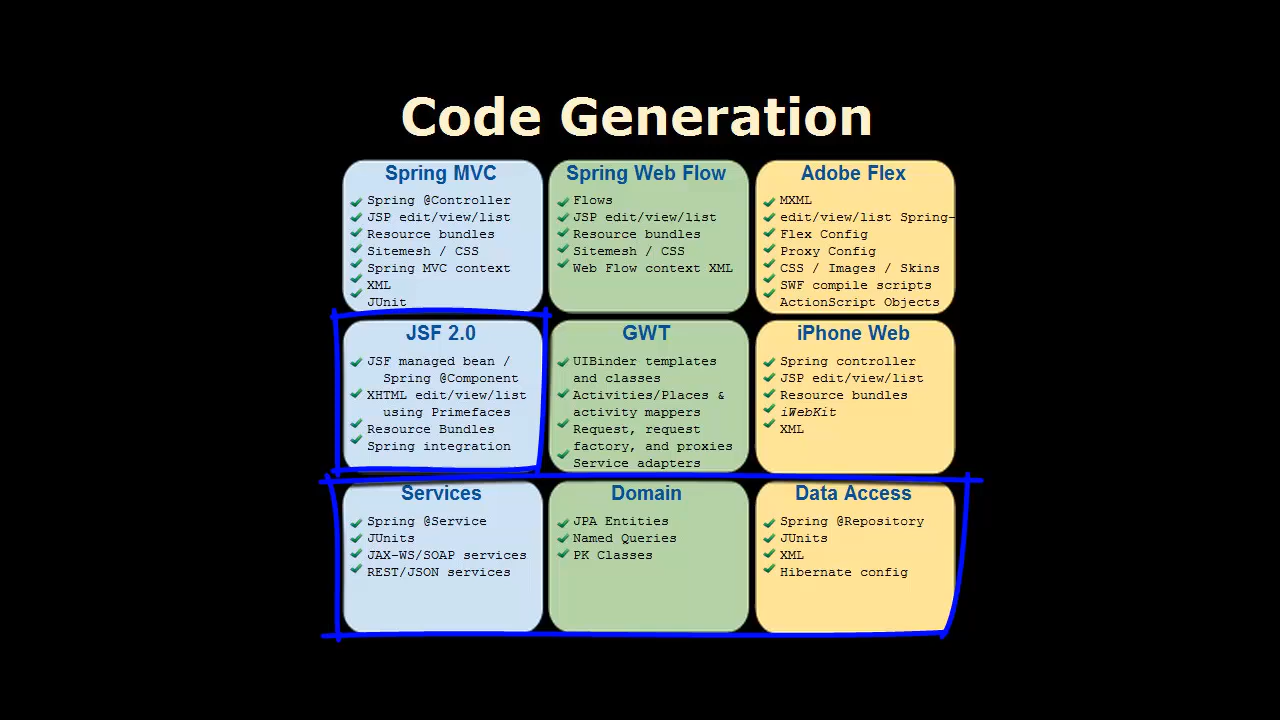 Code Generation
Spring MVC
Spring @Controller
JSP edit/view/list
Resource bundles
Sitemesh / CSS
Spring MVC context
XML
JUnit
Spring Web Flow
Flows
JSP edit/view/list
Resource bundles
Sitemesh / CSS
Web Flow context XML
Adobe Flex
MXML
edit/view/list Spring-
Flex Config
Proxy Config
CSS / Images / Skins
SWF compile scripts
ActionScript Objects
JSF 2.0
JSF managed bean /
Spring @Component
XHTML edit/view/list
using Primefaces
Resource Bundles
Spring integration
GWT
UIBinder templates
and classes
Activities/Places &
activity mappers
Request, request
factory, and proxies
Service adapters
iPhone Web
Spring controller
JSP edit/view/list
Resource bundles
iWebKit
XML
Services
Spring @Service
JUnits
JAX-WS/SOAP services
REST/JSON services
Domain
JPA Entities
Named Queries
PK Classes
Data Access
Spring @Repository
JUnits
XML
Hibernate config